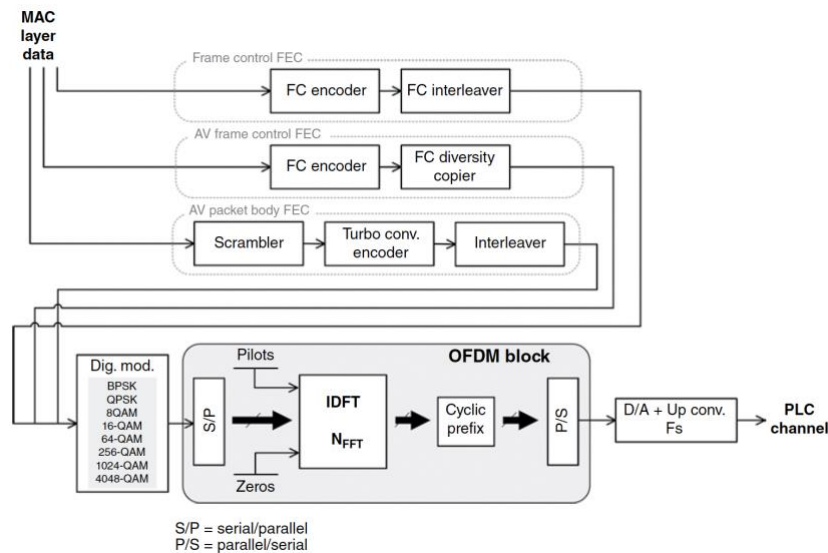 MAC
layer
data
Frame control FEC
FC encoder
FC interleaver
AV frame control FEC
FC encoder
FC diversity
copier
AV packet body FEC
Scrambler
Turbo conv.
encoder
Interleaver
Dig. mod.
BPSK
QPSK
8QAM
16-QAM
64-QAM
256-QAM
1024-QAM
4048-QAM
OFDM block
Pilots
S/P
IDFT
NFFT
Zeros
Cyclic
prefix
P/S
D/A + Up conv.
Fs
PLC
channel
S/P = serial/parallel
P/S = parallel/serial